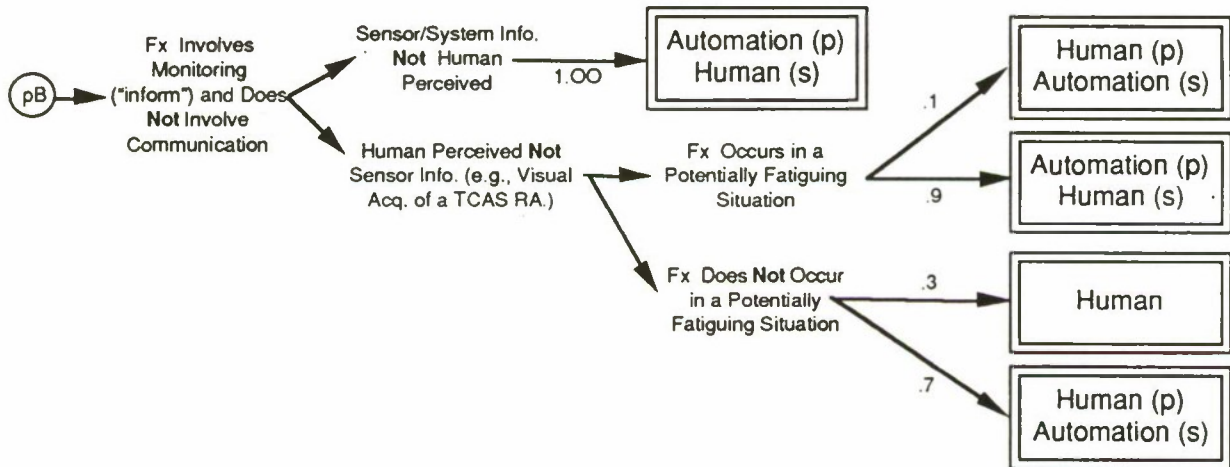 pB
Fx Involves
Monitoring
("inform") and Does
Not Involve
Communication
Sensor/System Info.
Not Human
Perceived
1.00
Automation (p)
Human (s)
Human Perceived Not
Sensor Info. (e.g., Visual
Acq. of a TCAS RA.)
Fx Occurs in a
Potentially Fatiguing
Situation
.1
Human (p)
Automation (s)
.9
Automation (p)
Human (s)
Fx Does Not Occur
in a Potentially
Fatiguing Situation
.3
Human
.7
Human (p)
Automation (s)